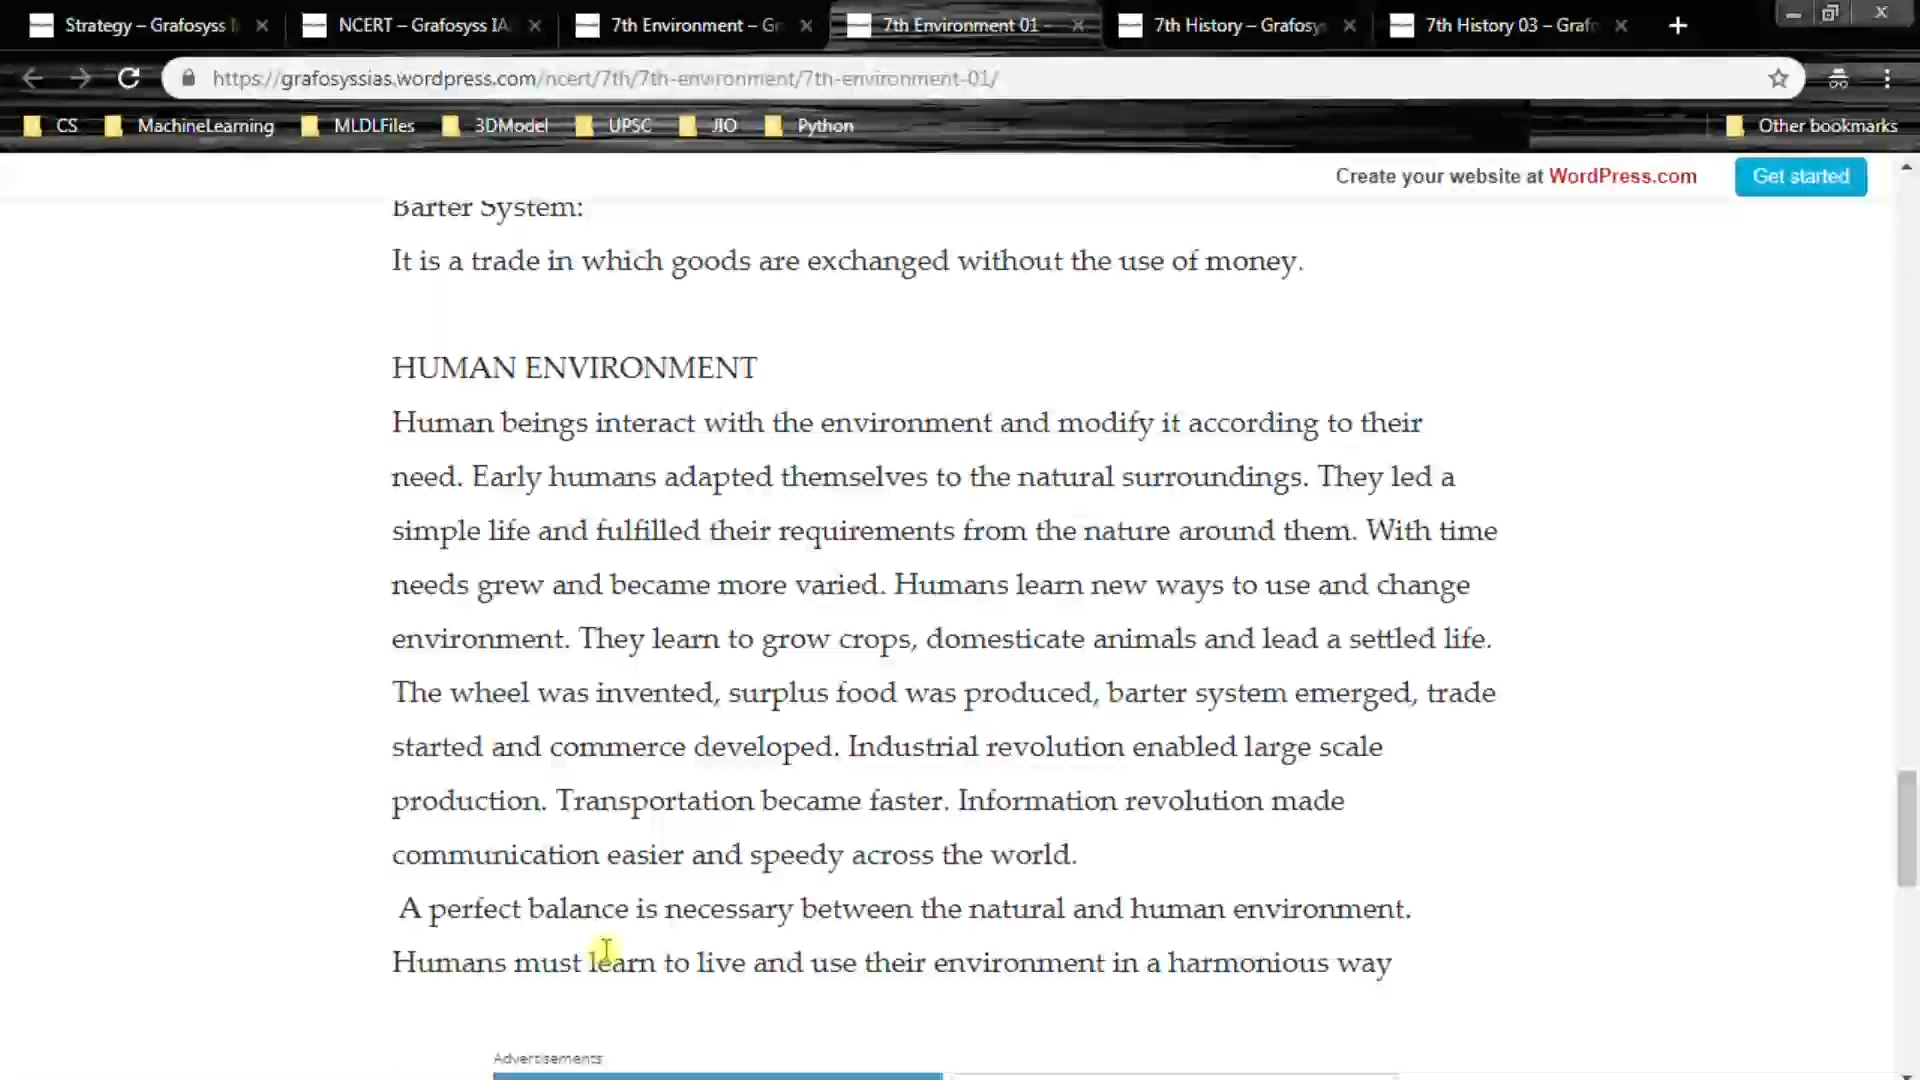 Strategy – Grafosyss
NCERT – Grafosyss IA
7th Environment – Gr
7th Environment 01 –
7th History – Grafosy
7th History 03 – Graf
https://grafosyssias.wordpress.com/ncert/7th/7th-environment/7th-environment-01/
CS
MachineLearning
MLDLFiles
3DModel
UPSC
JIO
Python
Other bookmarks
Create your website at WordPress.com
Get started
Barter System:
It is a trade in which goods are exchanged without the use of money.
HUMAN ENVIRONMENT
Human beings interact with the environment and modify it according to their
need. Early humans adapted themselves to the natural surroundings. They led a
simple life and fulfilled their requirements from the nature around them. With time
needs grew and became more varied. Humans learn new ways to use and change
environment. They learn to grow crops, domesticate animals and lead a settled life.
The wheel was invented, surplus food was produced, barter system emerged, trade
started and commerce developed. Industrial revolution enabled large scale
production. Transportation became faster. Information revolution made
communication easier and speedy across the world.
A perfect balance is necessary between the natural and human environment.
Humans must learn to live and use their environment in a harmonious way
Advertisements